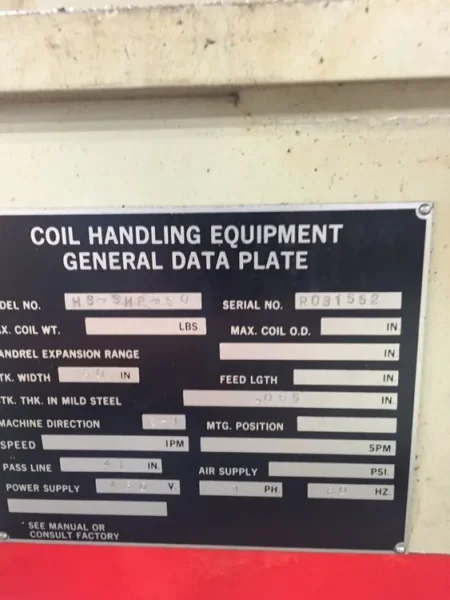 COIL HANDLING EQUIPMENT
GENERAL DATA PLATE
DEL NO. SERIAL NO. R031552
X. COIL WT. LBS MAX. COIL O.D. IN
ANDREL EXPANSION RANGE IN
TK. WIDTH IN FEED LGTH IN
TK. THK. IN MILD STEEL IN.
MACHINE DIRECTION MTG. POSITION
SPEED IPM SPM
PASS LINE IN. AIR SUPPLY PSI.
POWER SUPPLY V. PH HZ.
* SEE MANUAL OR
CONSULT FACTORY